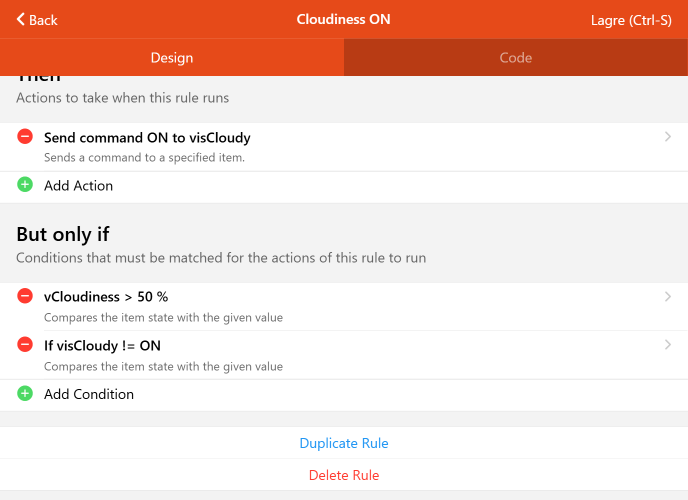 Back
Cloudiness ON
Lagre (Ctrl-S)
Design
Code
Then
Actions to take when this rule runs
Send command ON to visCloudy
Sends a command to a specified item.
Add Action
But only if
Conditions that must be matched for the actions of this rule to run
vCloudiness > 50 %
Compares the item state with the given value
If visCloudy != ON
Compares the item state with the given value
Add Condition
Duplicate Rule
Delete Rule